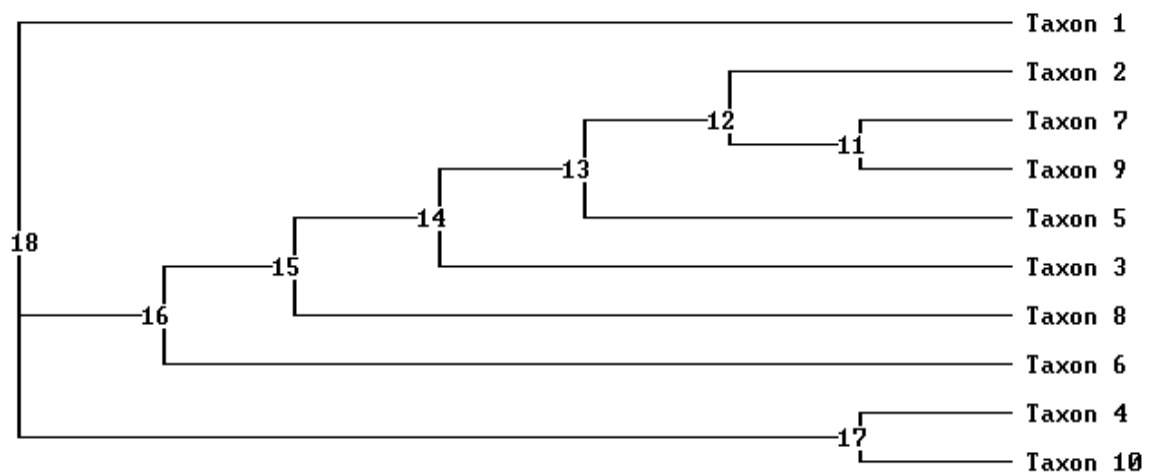 Taxon 1
Taxon 2
12
Taxon 7
11
Taxon 9
13
Taxon 5
14
18
Taxon 3
15
Taxon 8
16
Taxon 6
Taxon 4
17
Taxon 10